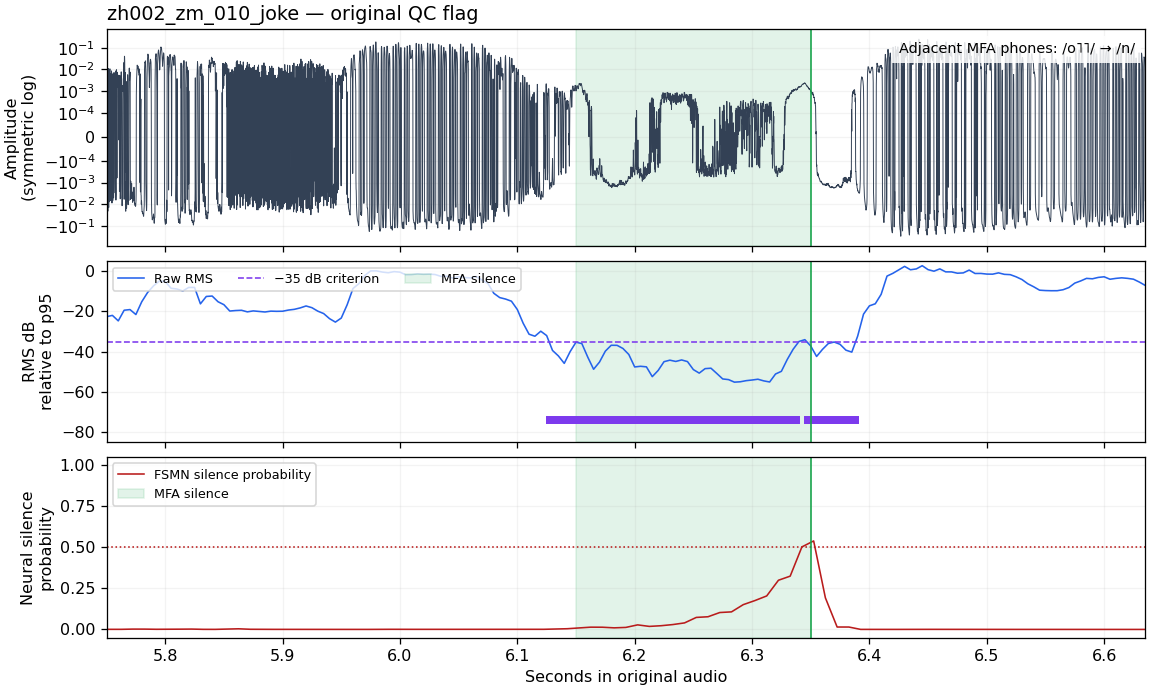 zh002_zm_010_joke — original QC flag
Amplitude
(symmetric log)
10⁻¹
10⁻²
10⁻³
10⁻⁴
0
−10⁻⁴
−10⁻³
−10⁻²
−10⁻¹
Adjacent MFA phones: /o˥˥/ → /n/
RMS dB
relative to p95
0
−20
−40
−60
−80
Raw RMS
−35 dB criterion
MFA silence
Neural silence
probability
1.00
0.75
0.50
0.25
0.00
FSMN silence probability
MFA silence
5.8 5.9 6.0 6.1 6.2 6.3 6.4 6.5 6.6
Seconds in original audio